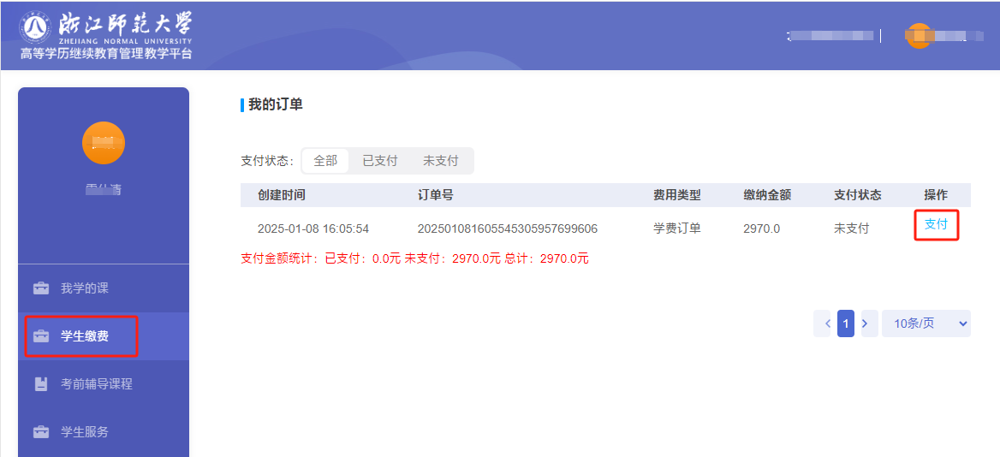 浙江师范大学
ZHEJIANG NORMAL UNIVERSITY
高等学历继续教育管理教学平台
我的订单
支付状态： 全部 已支付 未支付
创建时间 订单号 费用类型 缴纳金额 支付状态 操作
2025-01-08 16:05:54 202501081605545305957699606 学费订单 2970.0 未支付 支付
支付金额统计：已支付：0.0元 未支付：2970.0元 总计：2970.0元
1 10条/页
我学的课
学生缴费
考前辅导课程
学生服务